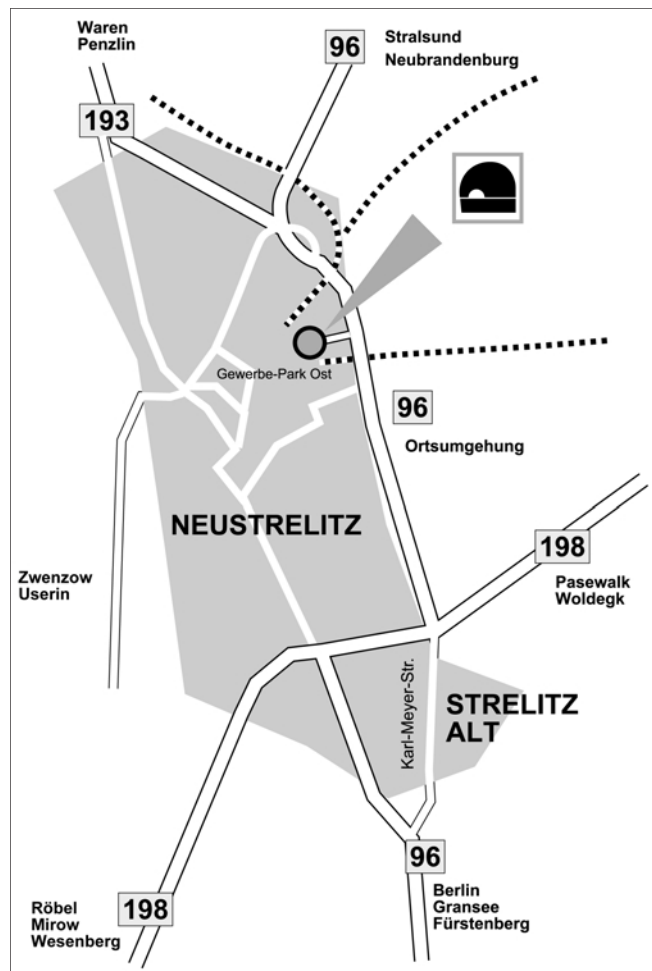 Waren
Penzlin
96
Stralsund
Neubrandenburg
193
Gewerbe-Park Ost
96
Ortsumgehung
NEUSTRELITZ
198
Zwenzow
Userin
Pasewalk
Woldegk
Karl-Meyer-Str.
STRELITZ
ALT
96
198
Röbel
Mirow
Wesenberg
Berlin
Gransee
Fürstenberg